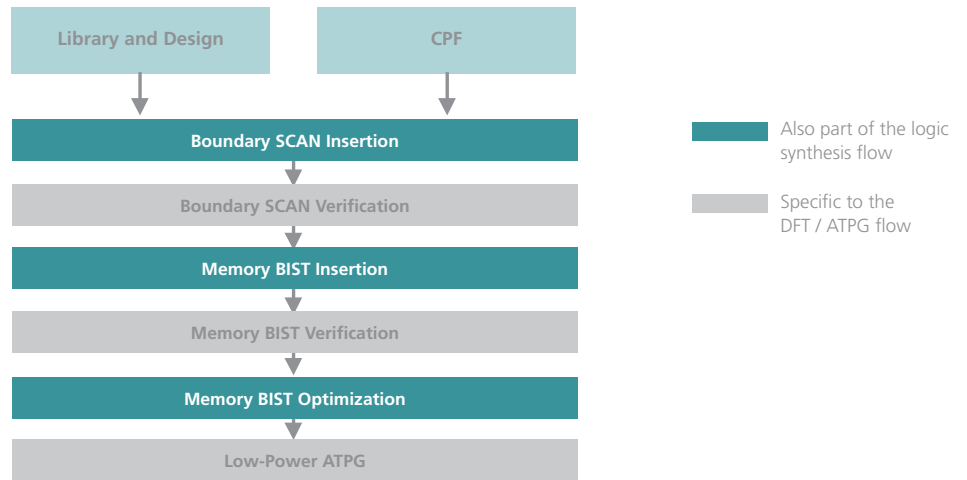 Library and Design
CPF
Boundary SCAN Insertion
Boundary SCAN Verification
Memory BIST Insertion
Memory BIST Verification
Memory BIST Optimization
Low-Power ATPG
Also part of the logic
synthesis flow
Specific to the
DFT / ATPG flow